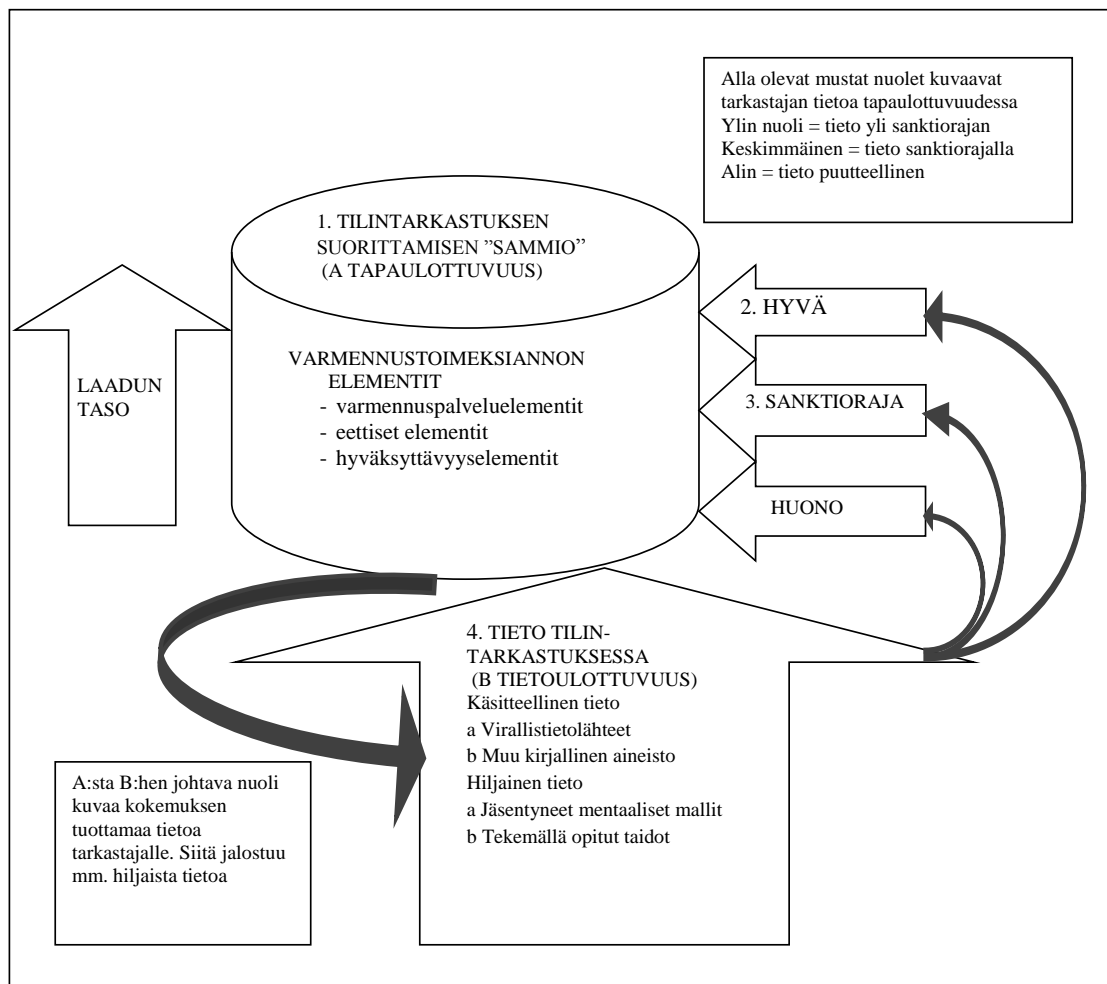 Alla olevat mustat nuolet kuvaavat
tarkastajan tietoa tapaulottuvuudessa
Ylin nuoli = tieto yli sanktiorajan
Keskimmäinen = tieto sanktiorajalla
Alin = tieto puutteellinen
1. TILINTARKASTUKSEN
SUORITTAMISEN ”SAMMIO”
(A TAPAULOTTUVUUS)
VARMENNUSTOIMEKSIANNON
ELEMENTIT
- varmennuspalveluelementit
- eettiset elementit
- hyväksyttävyyselementit
LAADUN
TASO
2. HYVÄ
3. SANKTIORAJA
HUONO
4. TIETO TILIN-
TARKASTUKSESSA
(B TIETOULOTTUVUUS)
Käsitteellinen tieto
a Virallistietolähteet
b Muu kirjallinen aineisto
Hiljainen tieto
a Jäsentyneet mentaaliset mallit
b Tekemällä opitut taidot
A:sta B:hen johtava nuoli
kuvaa kokemuksen
tuottamaa tietoa
tarkastajalle. Siitä jalostuu
mm. hiljaista tietoa